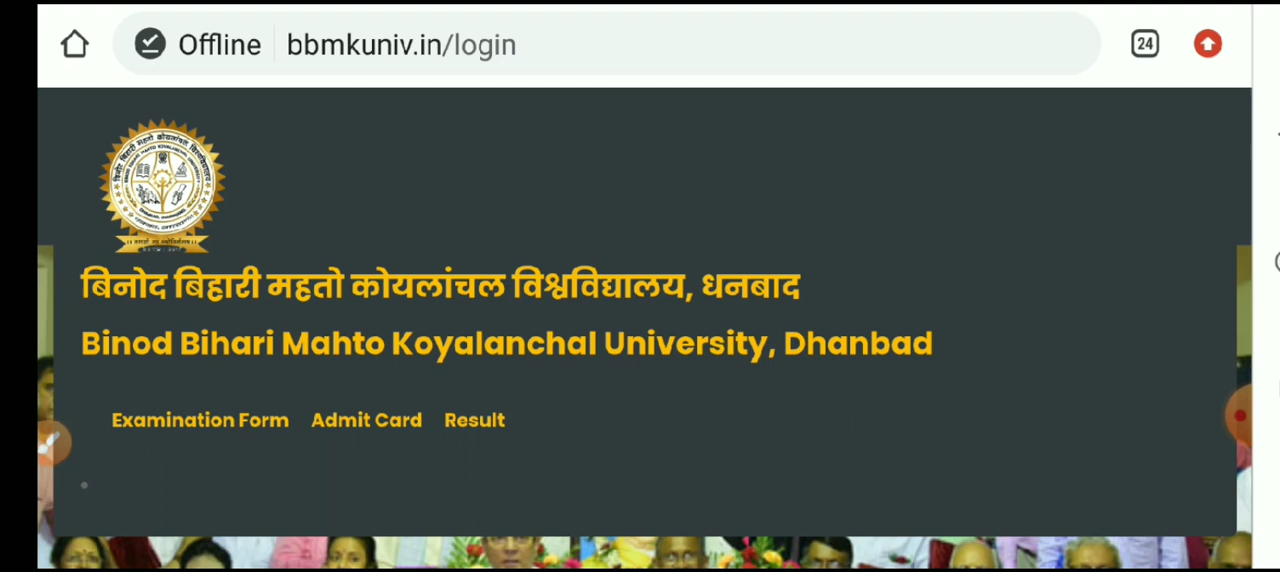 Offline bbmkuniv.in/login 24
बिनोद बिहारी महतो कोयलांचल विश्वविद्यालय, धनबाद
Binod Bihari Mahto Koyalanchal University, Dhanbad
Examination Form Admit Card Result